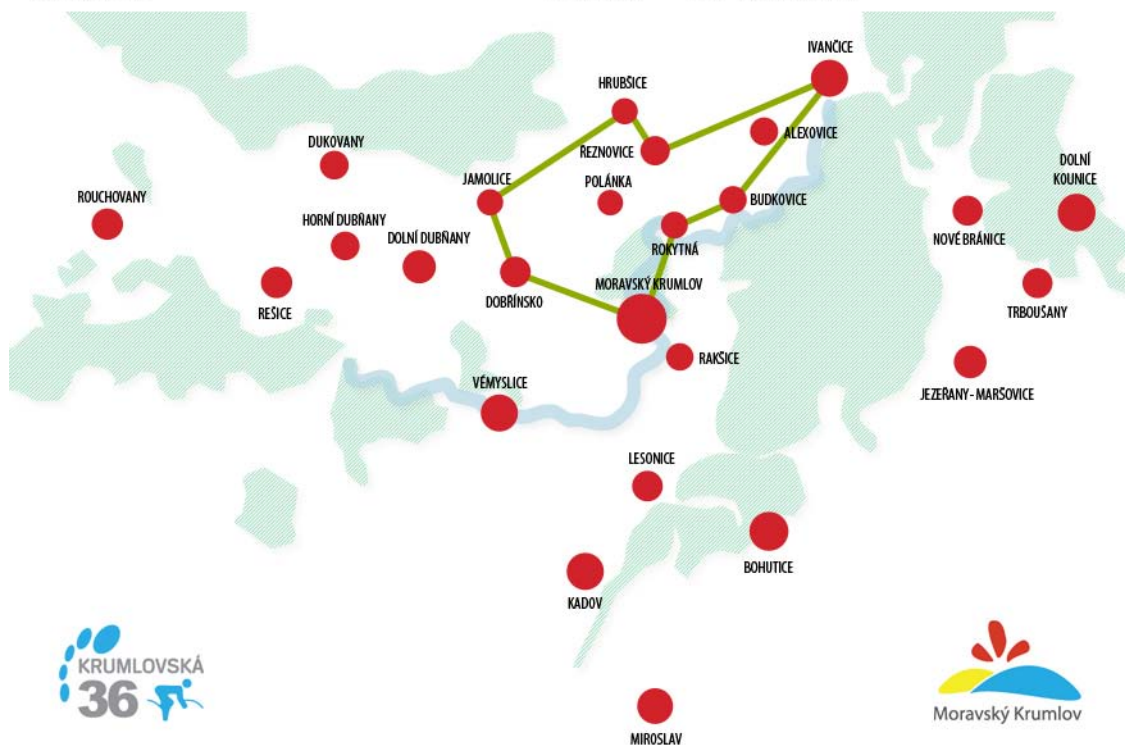 IVANČICE
HRUBŠICE
ALEXOVICE
ŘEZNOVICE
DUKOVANY
DOLNÍ
KOUNICE
JAMOLICE
POLÁNKA
BUDKOVICE
ROUCHOVANY
HORNÍ DUBŇANY
DOLNÍ DUBŇANY
ROKYTNÁ
NOVÉ BRÁNICE
MORAVSKÝ KRUMLOV
DOBŘÍNSKO
REŠICE
TRBOUŠANY
RAKŠICE
VÉMYSLICE
JEZEŘANY- MARŠOVICE
LESONICE
BOHUTICE
KADOV
KRUMLOVSKÁ
36
Moravský Krumlov
MIROSLAV